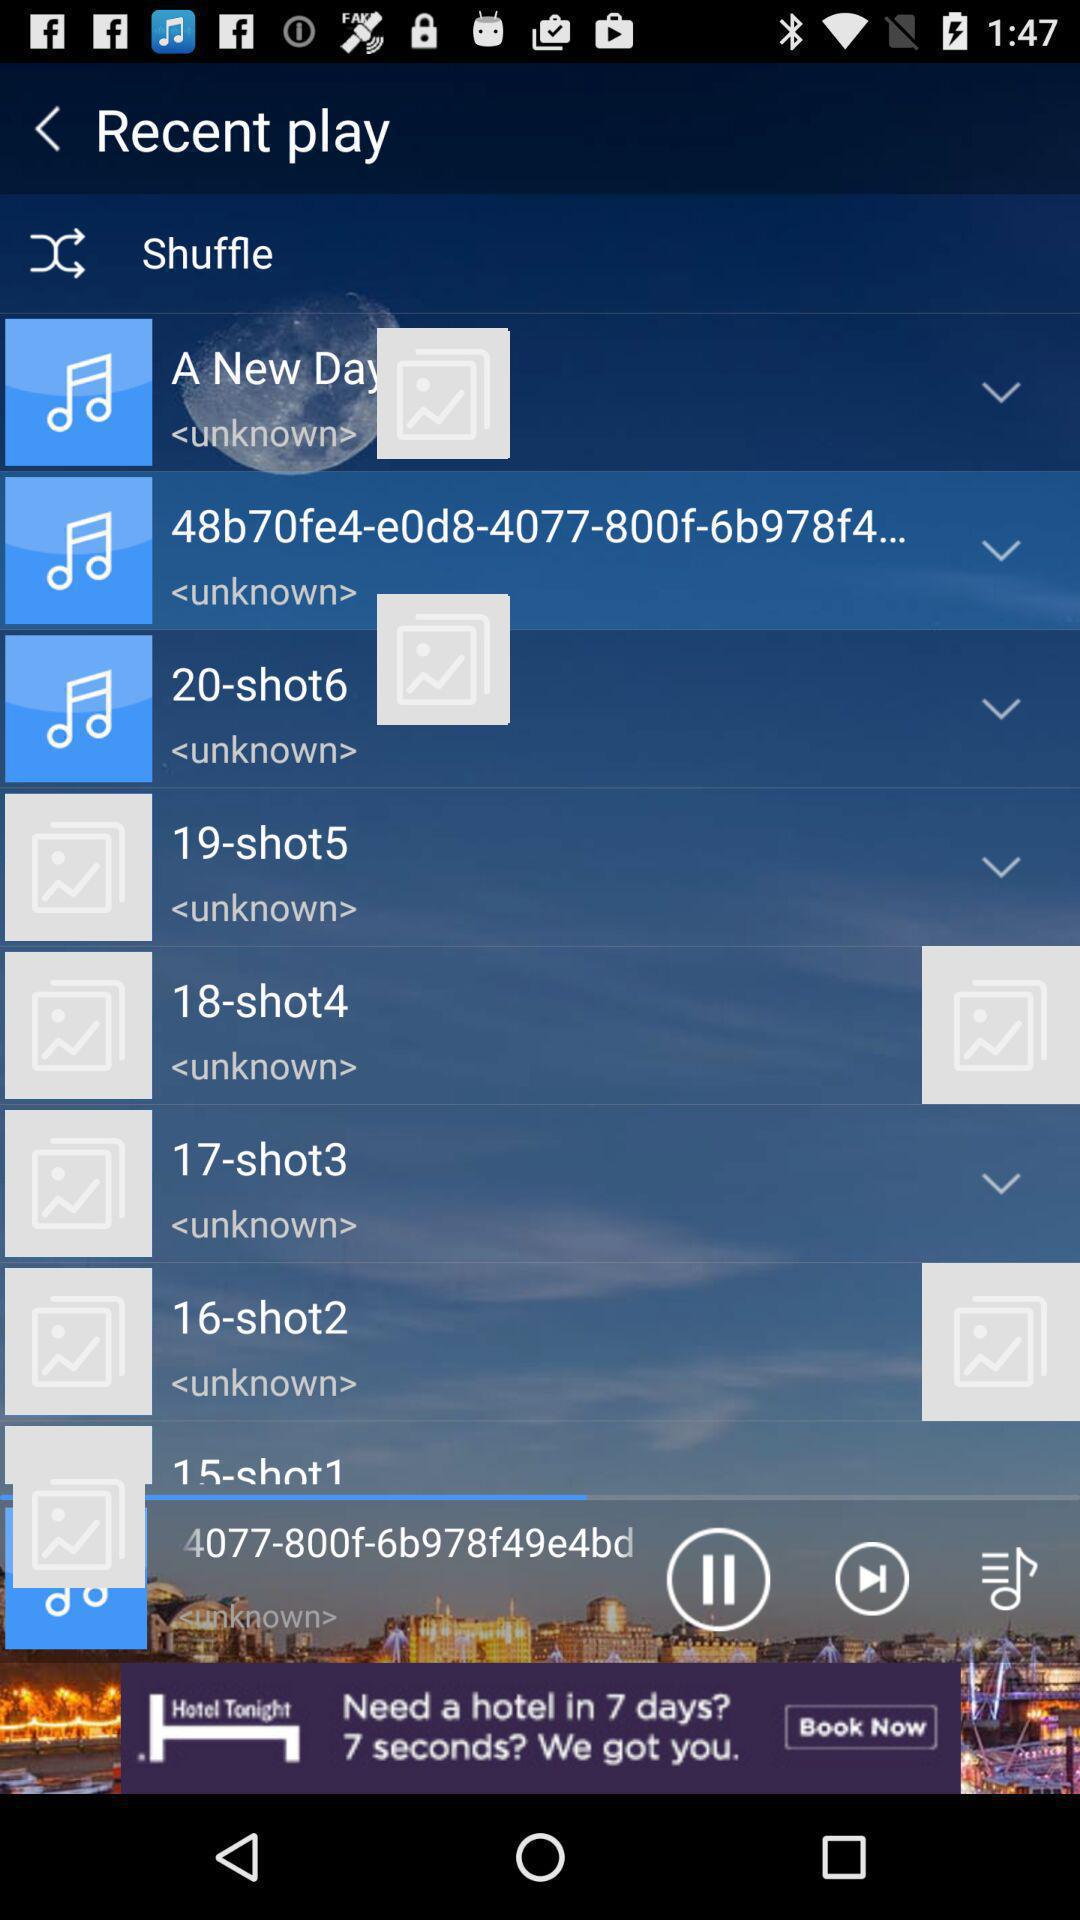 FAKE
1:47
Recent play
Shuffle
A New Day
<unknown>
48b70fe4-e0d8-4077-800f-6b978f4...
<unknown>
20-shot6
<unknown>
19-shot5
<unknown>
18-shot4
<unknown>
17-shot3
<unknown>
16-shot2
<unknown>
15-shot1
4077-800f-6b978f49e4bd
<unknown>
Hotel Tonight
Need a hotel in 7 days?
7 seconds? We got you.
Book Now